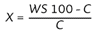 X = WS 100 - C / C